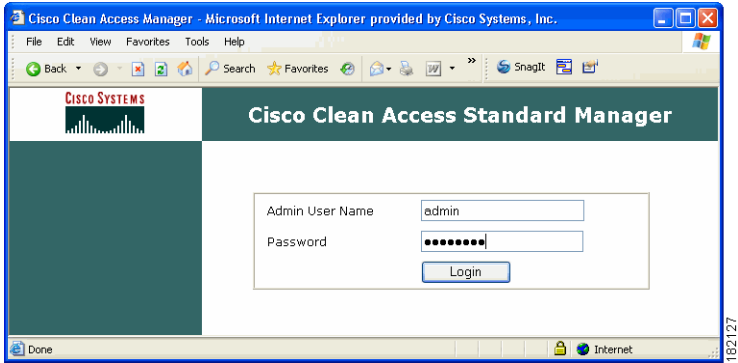 Cisco Clean Access Manager - Microsoft Internet Explorer provided by Cisco Systems, Inc.
File Edit View Favorites Tools Help
Back Search Favorites W » SnagIt
CISCO SYSTEMS
Cisco Clean Access Standard Manager
Admin User Name admin
Password ••••••••
Login
Done Internet
182127